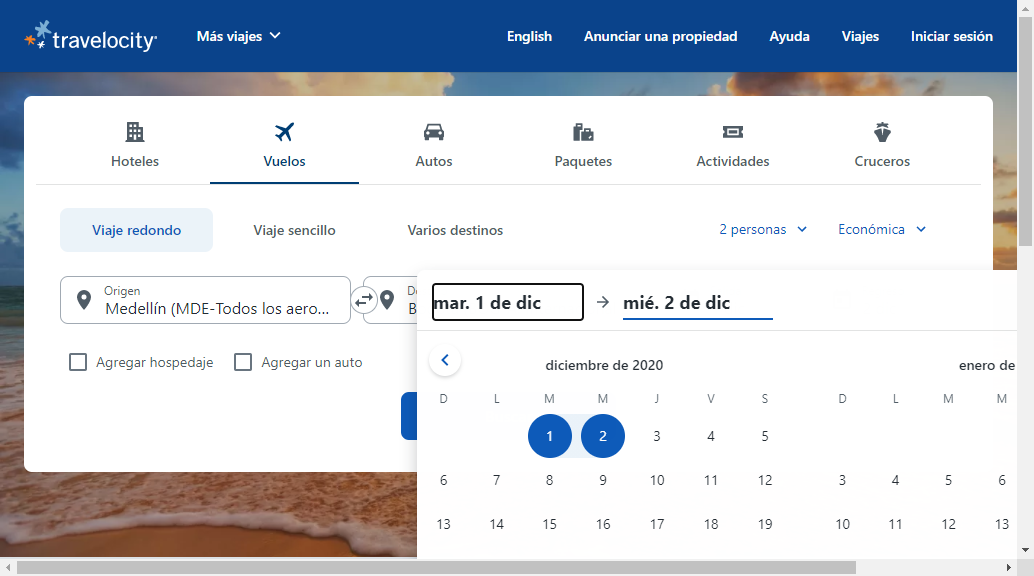 travelocity
Más viajes
English
Anunciar una propiedad
Ayuda
Viajes
Iniciar sesión
Hoteles
Vuelos
Autos
Paquetes
Actividades
Cruceros
Viaje redondo
Viaje sencillo
Varios destinos
2 personas
Económica
Origen
Medellín (MDE-Todos los aero...
mar. 1 de dic
mié. 2 de dic
Agregar hospedaje
Agregar un auto
diciembre de 2020
enero de
D L M M J V S
D L M M
1 2 3 4 5
6 7 8 9 10 11 12
3 4 5 6
13 14 15 16 17 18 19
10 11 12 13